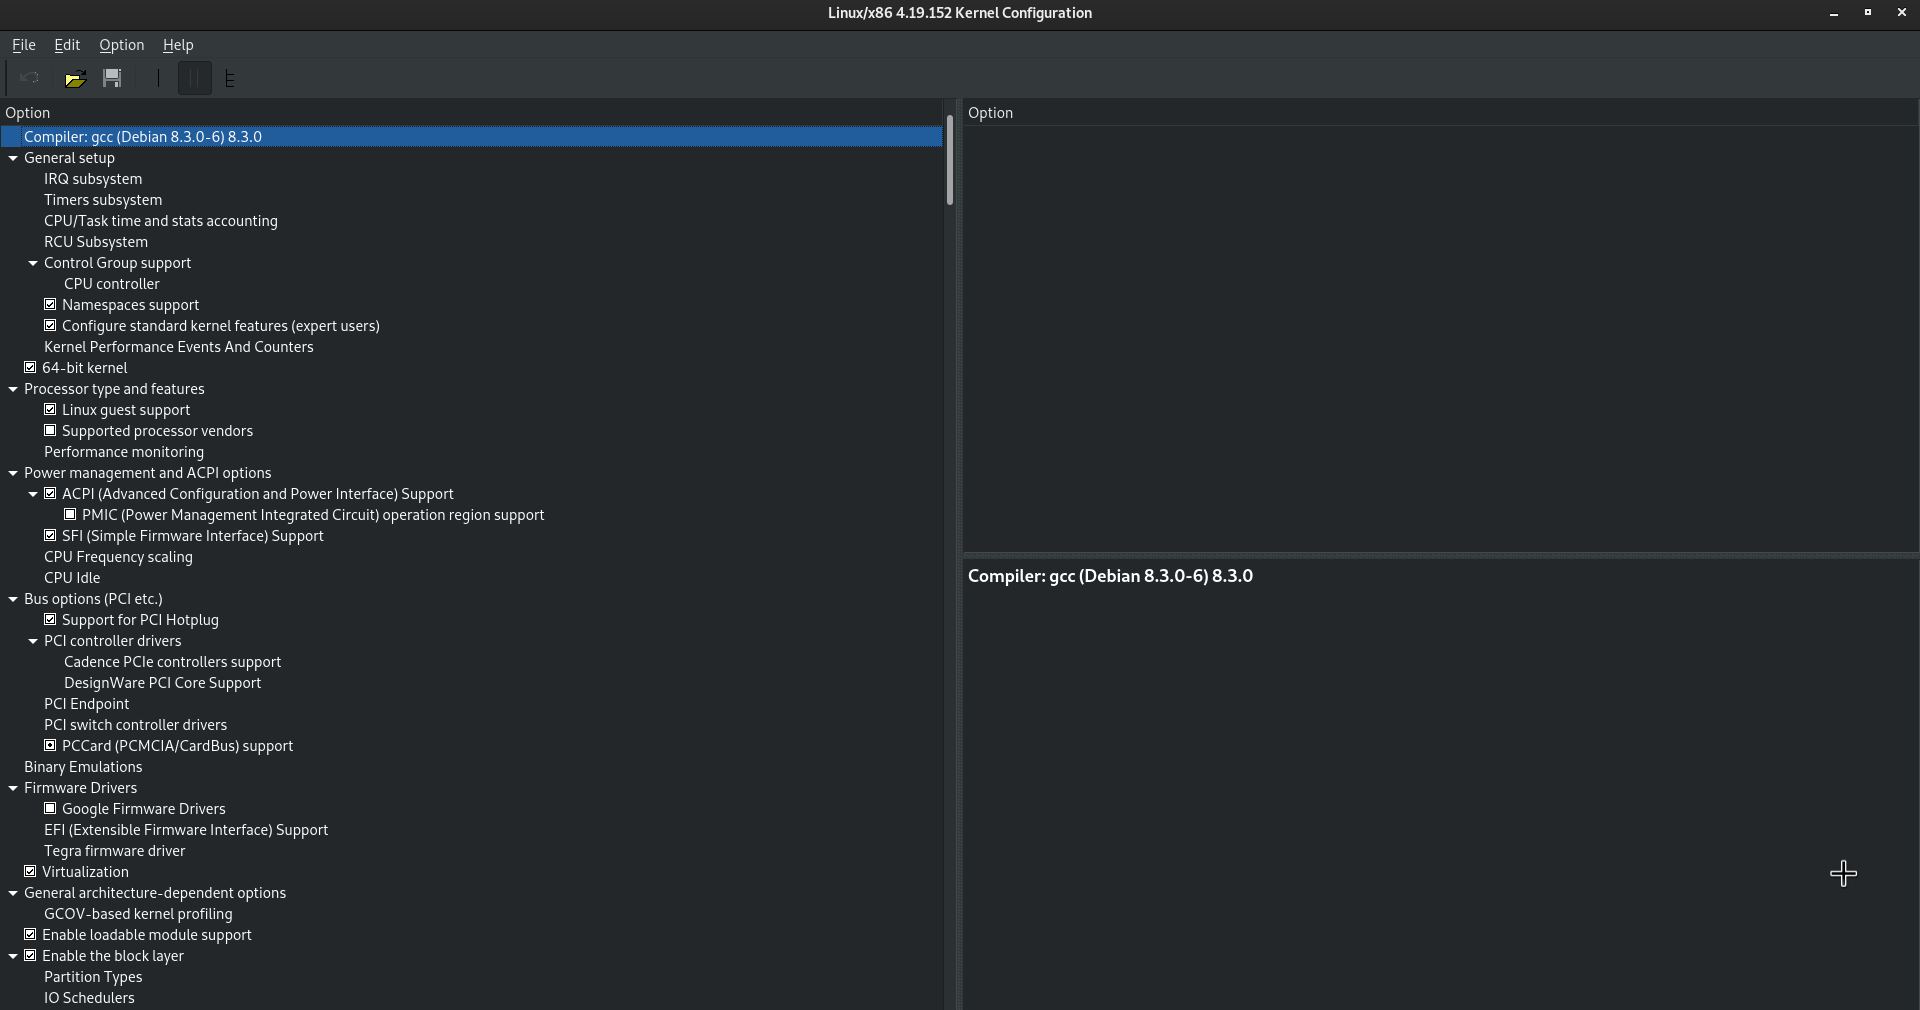 Linux/x86 4.19.152 Kernel Configuration
File Edit Option Help
Option
Compiler: gcc (Debian 8.3.0-6) 8.3.0
General setup
IRQ subsystem
Timers subsystem
CPU/Task time and stats accounting
RCU Subsystem
Control Group support
CPU controller
Namespaces support
Configure standard kernel features (expert users)
Kernel Performance Events And Counters
64-bit kernel
Processor type and features
Linux guest support
Supported processor vendors
Performance monitoring
Power management and ACPI options
ACPI (Advanced Configuration and Power Interface) Support
PMIC (Power Management Integrated Circuit) operation region support
SFI (Simple Firmware Interface) Support
CPU Frequency scaling
CPU Idle
Bus options (PCI etc.)
Support for PCI Hotplug
PCI controller drivers
Cadence PCIe controllers support
DesignWare PCI Core Support
PCI Endpoint
PCI switch controller drivers
PCCard (PCMCIA/CardBus) support
Binary Emulations
Firmware Drivers
Google Firmware Drivers
EFI (Extensible Firmware Interface) Support
Tegra firmware driver
Virtualization
General architecture-dependent options
GCOV-based kernel profiling
Enable loadable module support
Enable the block layer
Partition Types
IO Schedulers
Option
Compiler: gcc (Debian 8.3.0-6) 8.3.0